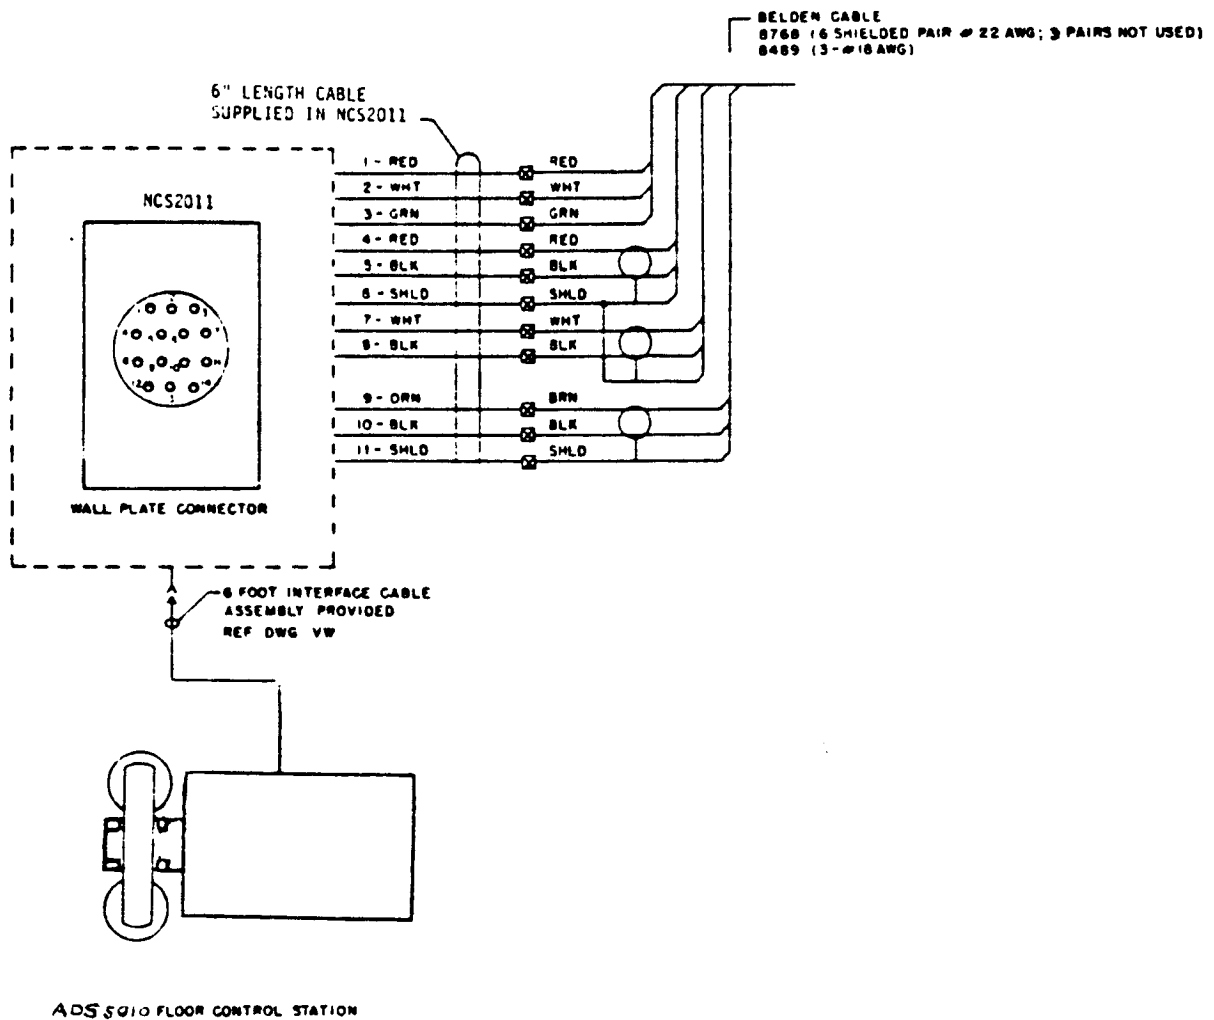 BELDEN CABLE
8768 (6 SHIELDED PAIR # 22 AWG; 3 PAIRS NOT USED)
8489 (3-#18 AWG)
6" LENGTH CABLE
SUPPLIED IN NCS2011
NCS2011
1 - RED RED
2 - WHT WHT
3 - GRN GRN
4 - RED RED
5 - BLK BLK
6 - SHLD SHLD
7 - WHT WHT
8 - BLK BLK
9 - ORN BRN
10 - BLK BLK
11 - SHLD SHLD
WALL PLATE CONNECTOR
6 FOOT INTERFACE CABLE
ASSEMBLY PROVIDED
REF DWG VW
FLOOR CONTROL STATION